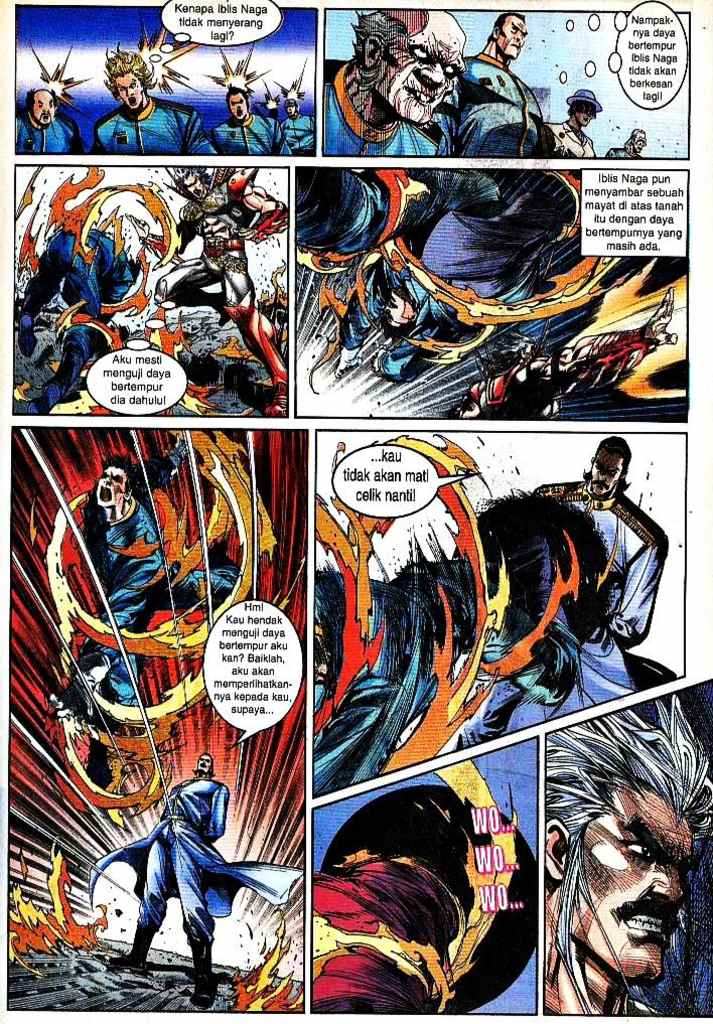 Kenapa Iblis Naga
tidak menyerang
lagi?
Nampak-
nya daya
bertempur
Iblis Naga
tidak akan
berkesan
lagi!
Aku mesti
menguji daya
bertempur
dia dahulu!
Iblis Naga pun
menyambar sebuah
mayat di atas tanah
itu dengan daya
bertempurnya yang
masih ada.
Hm!
Kau hendak
menguji daya
bertempur aku
kan? Baiklah,
aku akan
memperlihatkan-
nya kepada kau,
supaya...
...kau
tidak akan mati
celik nanti!
WO...
WO...
WO...